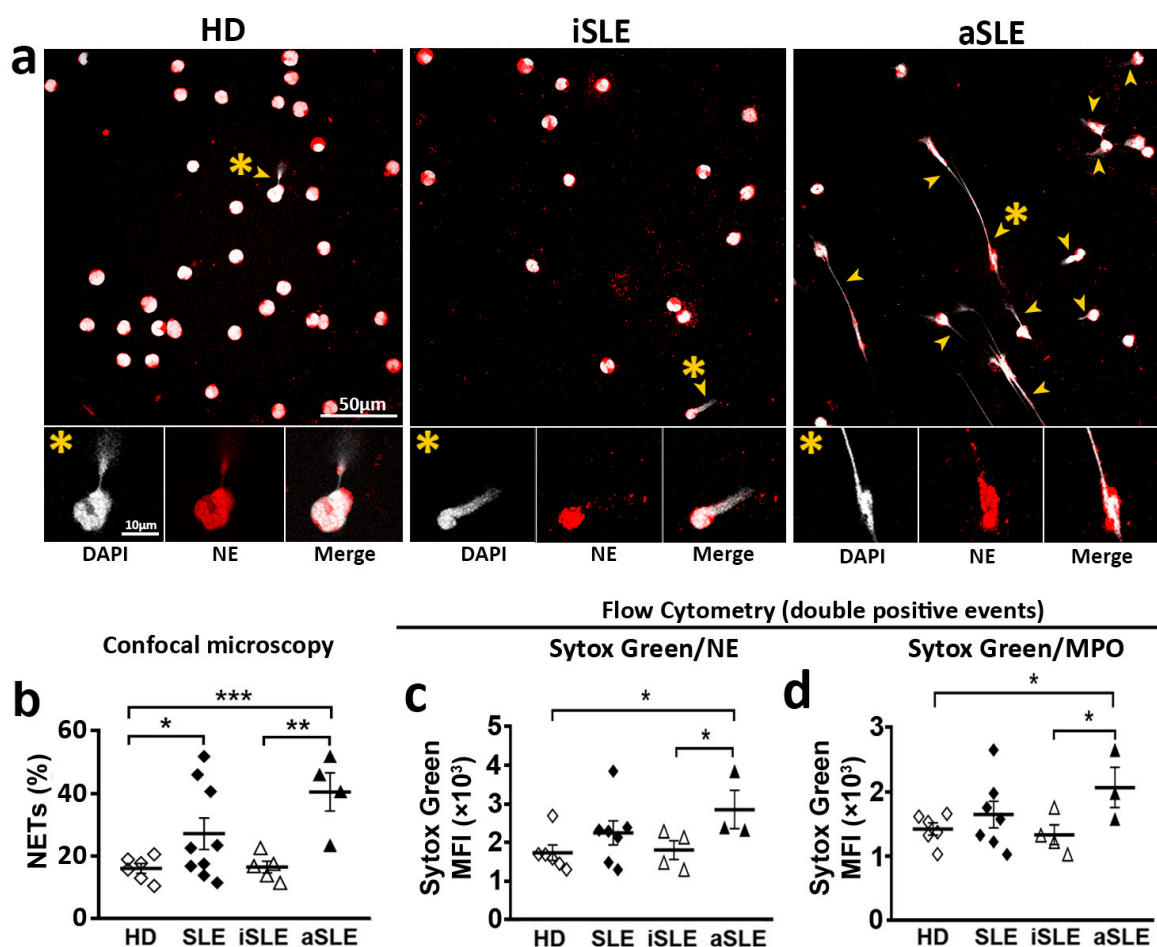 HD iSLE aSLE
a
*
*
*
50µm
*
*
*
10µm
DAPI NE Merge DAPI NE Merge DAPI NE Merge
Flow Cytometry (double positive events)
Confocal microscopy Sytox Green/NE Sytox Green/MPO
b
***
*
**
NETs (%)
60
40
20
0
HD SLE iSLE aSLE
c
*
*
Sytox Green
MFI (×10³)
5
4
3
2
1
0
HD SLE iSLE aSLE
d
*
*
Sytox Green
MFI (×10³)
3
2
1
0
HD SLE iSLE aSLE